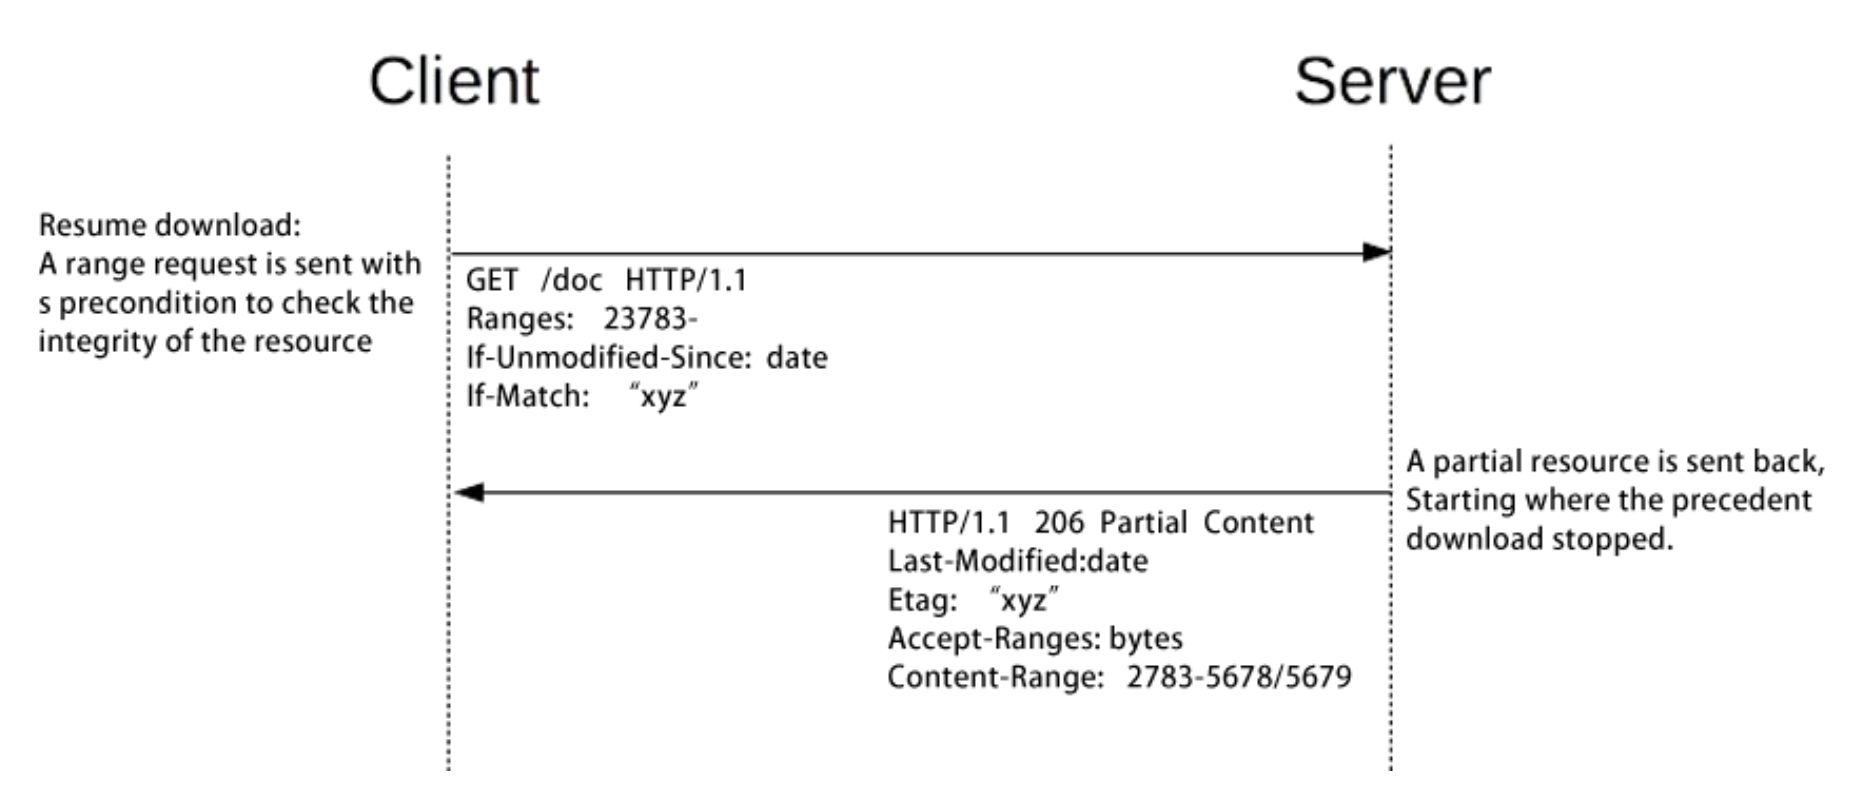 Client
Server
Resume download:
A range request is sent with
s precondition to check the
integrity of the resource
GET /doc HTTP/1.1
Ranges: 23783-
If-Unmodified-Since: date
If-Match: “xyz”
A partial resource is sent back,
Starting where the precedent
download stopped.
HTTP/1.1 206 Partial Content
Last-Modified:date
Etag: “xyz”
Accept-Ranges: bytes
Content-Range: 2783-5678/5679